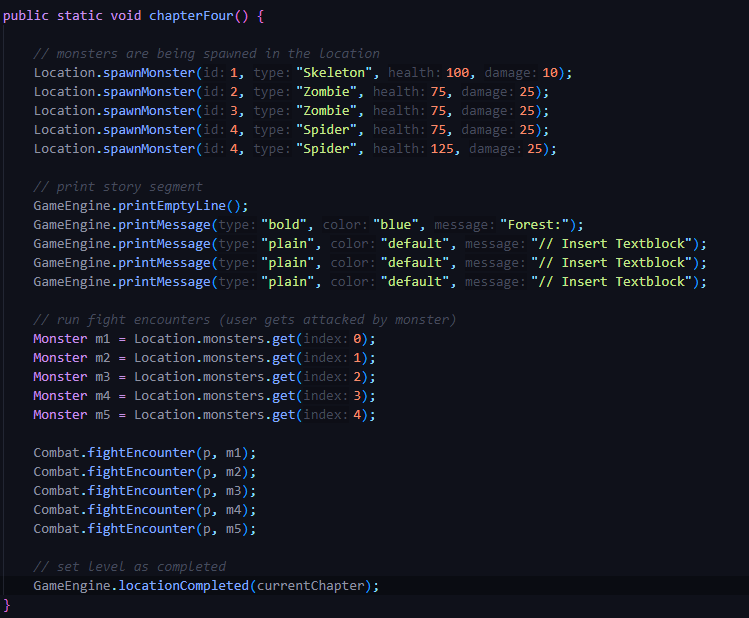 public static void chapterFour() {
// monsters are being spawned in the location
Location.spawnMonster(id: 1, type: "Skeleton", health: 100, damage: 10);
Location.spawnMonster(id: 2, type: "Zombie", health: 75, damage: 25);
Location.spawnMonster(id: 3, type: "Zombie", health: 75, damage: 25);
Location.spawnMonster(id: 4, type: "Spider", health: 75, damage: 25);
Location.spawnMonster(id: 4, type: "Spider", health: 125, damage: 25);
// print story segment
GameEngine.printEmptyLine();
GameEngine.printMessage(type: "bold", color: "blue", message: "Forest:");
GameEngine.printMessage(type: "plain", color: "default", message: "// Insert Textblock");
GameEngine.printMessage(type: "plain", color: "default", message: "// Insert Textblock");
GameEngine.printMessage(type: "plain", color: "default", message: "// Insert Textblock");
// run fight encounters (user gets attacked by monster)
Monster m1 = Location.monsters.get(index: 0);
Monster m2 = Location.monsters.get(index: 1);
Monster m3 = Location.monsters.get(index: 2);
Monster m4 = Location.monsters.get(index: 3);
Monster m5 = Location.monsters.get(index: 4);
Combat.fightEncounter(p, m1);
Combat.fightEncounter(p, m2);
Combat.fightEncounter(p, m3);
Combat.fightEncounter(p, m4);
Combat.fightEncounter(p, m5);
// set level as completed
GameEngine.locationCompleted(currentChapter);
}